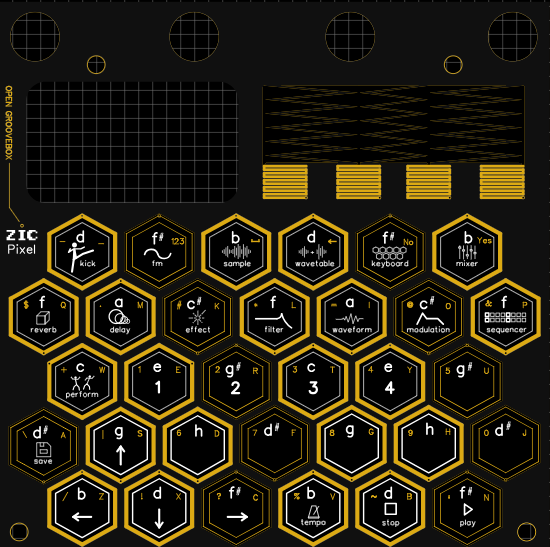 OPEN GROOVEBOX
zic
Pixel
d
– –
kick
f#
123
fm
b
sample
d
←
wavetable
f#
No
keyboard
b
Yes
mixer
$ f Q
reverb
a M
delay
# c# K
effect
* f L
filter
= a I
waveform
@ c# O
modulation
& f P
sequencer
+ c W
perform
1 e E
1
2 g# R
2
3 c T
3
4 e Y
4
5 g# U
\ d# A
save
| g S
↑
6 h D
7 d# F
8 g G
9 h H
0 d# J
/ b Z
←
! d X
↓
? f# C
→
% b V
tempo
~ d B
stop
f# N
play